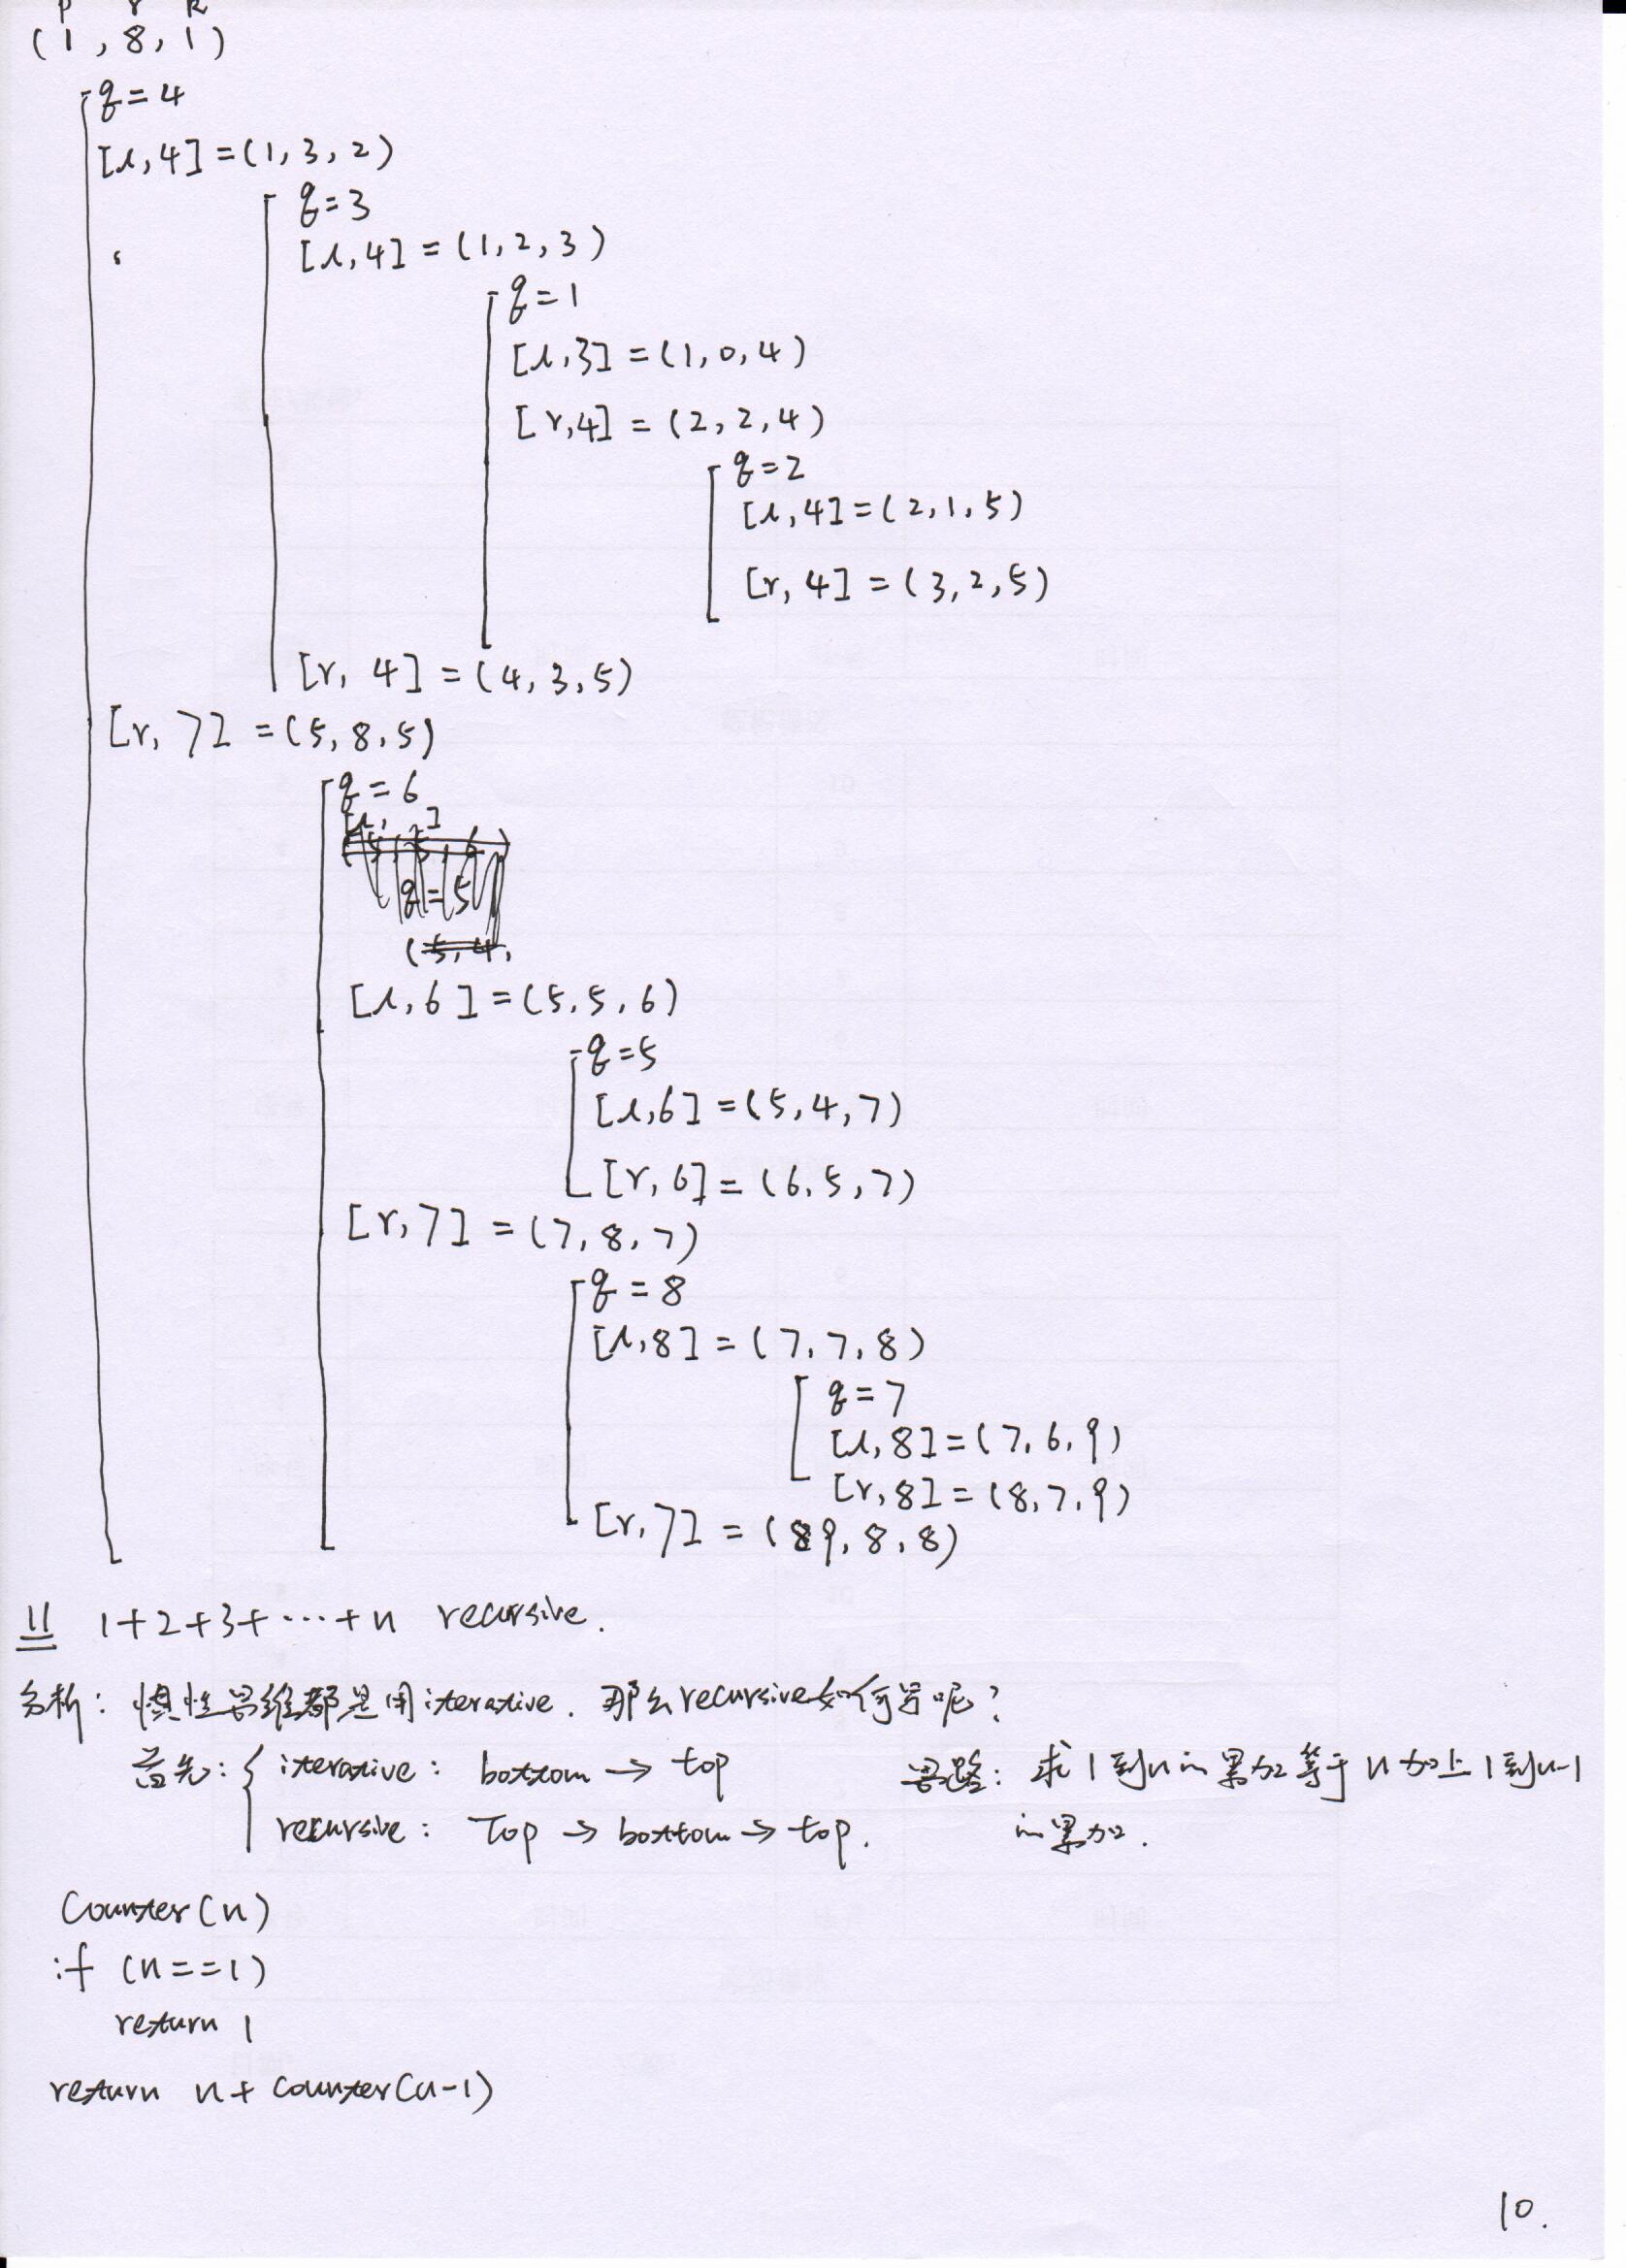 p r k
(1, 8, 1)
q=4
[l,4]=(1,3,2)
q=3
[l,4]=(1,2,3)
q=1
[l,3]=(1,0,4)
[r,4]=(2,2,4)
q=2
[l,4]=(2,1,5)
[r,4]=(3,2,5)
[r,4]=(4,3,5)
[r,7]=(5,8,5)
q=6
[l,6]=(5,5,6)
q=5
[l,6]=(5,4,7)
[r,6]=(6,5,7)
[r,7]=(7,8,7)
q=8
[l,8]=(7,7,8)
q=7
[l,8]=(7,6,9)
[r,8]=(8,7,9)
[r,7]=(9,8,8)
11 1+2+3+…+n recursive.
分析: 惯性思维都是用iterative. 那么recursive如何写呢?
首先: { iterative: bottom → top 思路: 求1到n的累加等于n加上1到n-1
recursive: Top → bottom → top. 的累加.
Counter(n)
if (n==1)
return 1
return n+counter(n-1)
10.